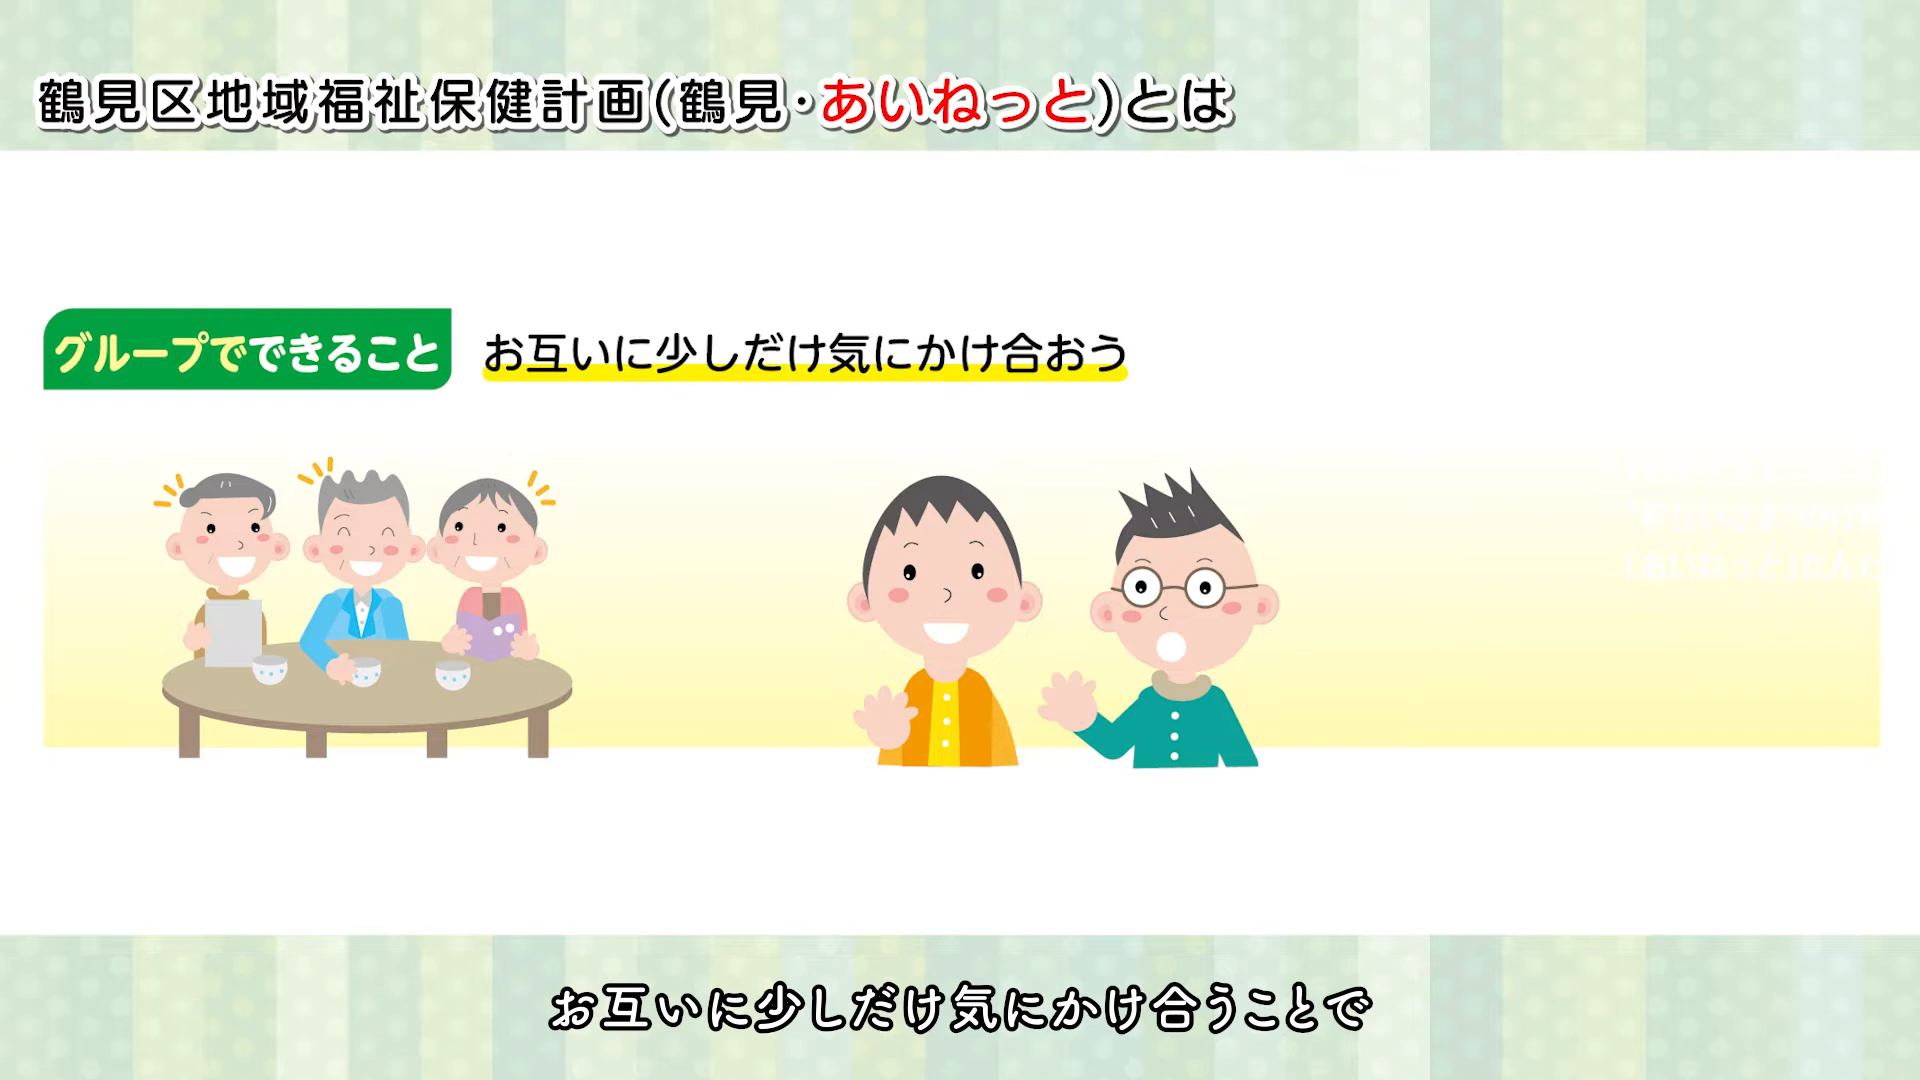 鶴見区地域福祉保健計画(鶴見・あいねっと)とは
グループでできること
お互いに少しだけ気にかけ合おう
お互いに少しだけ気にかけ合うことで